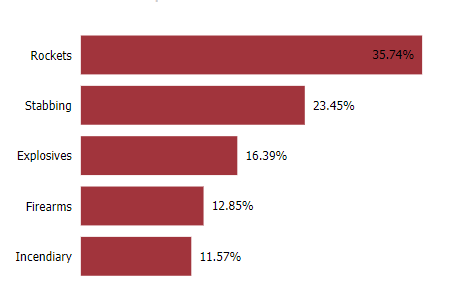 Rockets 35.74%
Stabbing 23.45%
Explosives 16.39%
Firearms 12.85%
Incendiary 11.57%